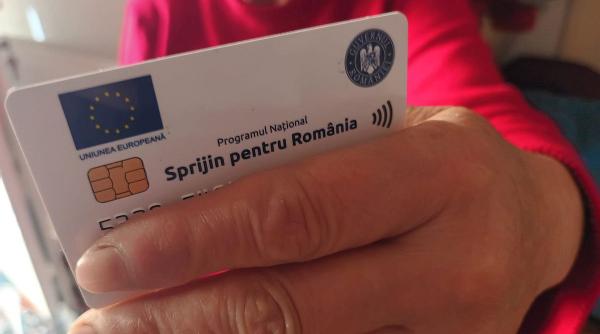 GUVERNUL
ROMÂNIEI
UNIUNEA EUROPEANĂ
Programul Național
Sprijin pentru România